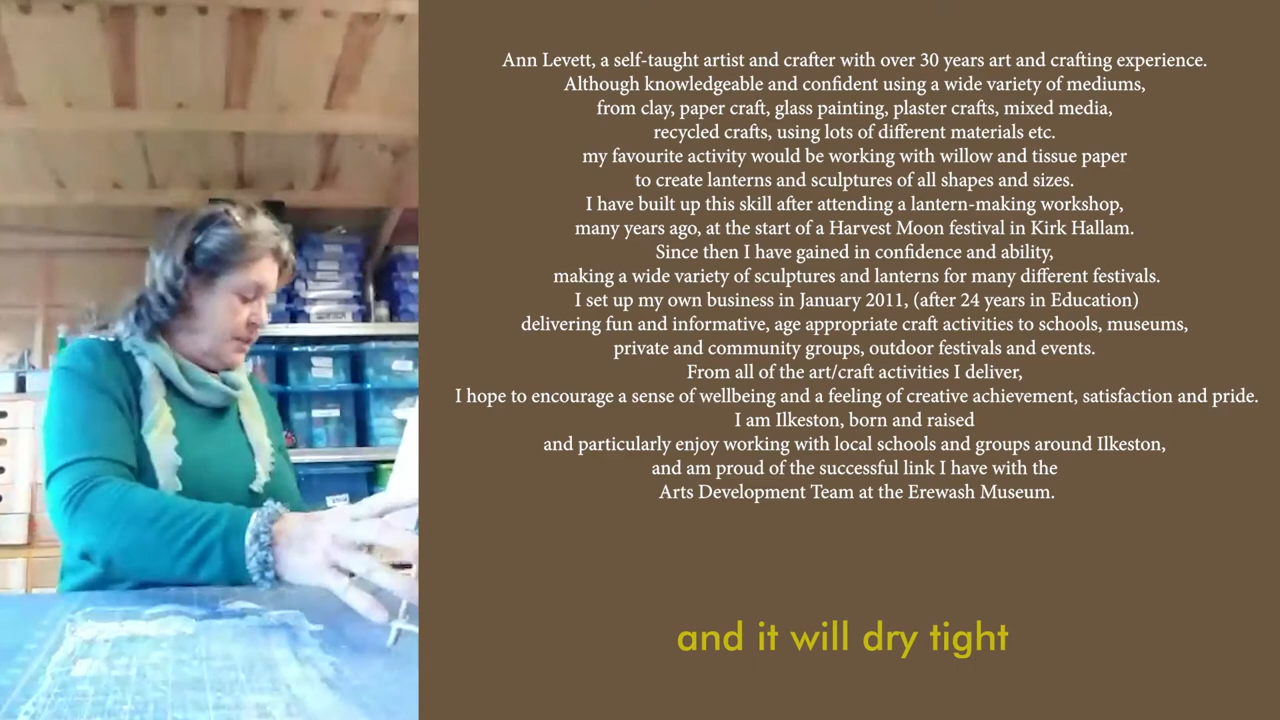 Ann Levett, a self-taught artist and crafter with over 30 years art and crafting experience.
Although knowledgeable and confident using a wide variety of mediums,
from clay, paper craft, glass painting, plaster crafts, mixed media,
recycled crafts, using lots of different materials etc.
my favourite activity would be working with willow and tissue paper
to create lanterns and sculptures of all shapes and sizes.
I have built up this skill after attending a lantern-making workshop,
many years ago, at the start of a Harvest Moon festival in Kirk Hallam.
Since then I have gained in confidence and ability,
making a wide variety of sculptures and lanterns for many different festivals.
I set up my own business in January 2011, (after 24 years in Education)
delivering fun and informative, age appropriate craft activities to schools, museums,
private and community groups, outdoor festivals and events.
From all of the art/craft activities I deliver,
I hope to encourage a sense of wellbeing and a feeling of creative achievement, satisfaction and pride.
I am Ilkeston, born and raised
and particularly enjoy working with local schools and groups around Ilkeston,
and am proud of the successful link I have with the
Arts Development Team at the Erewash Museum.
and it will dry tight